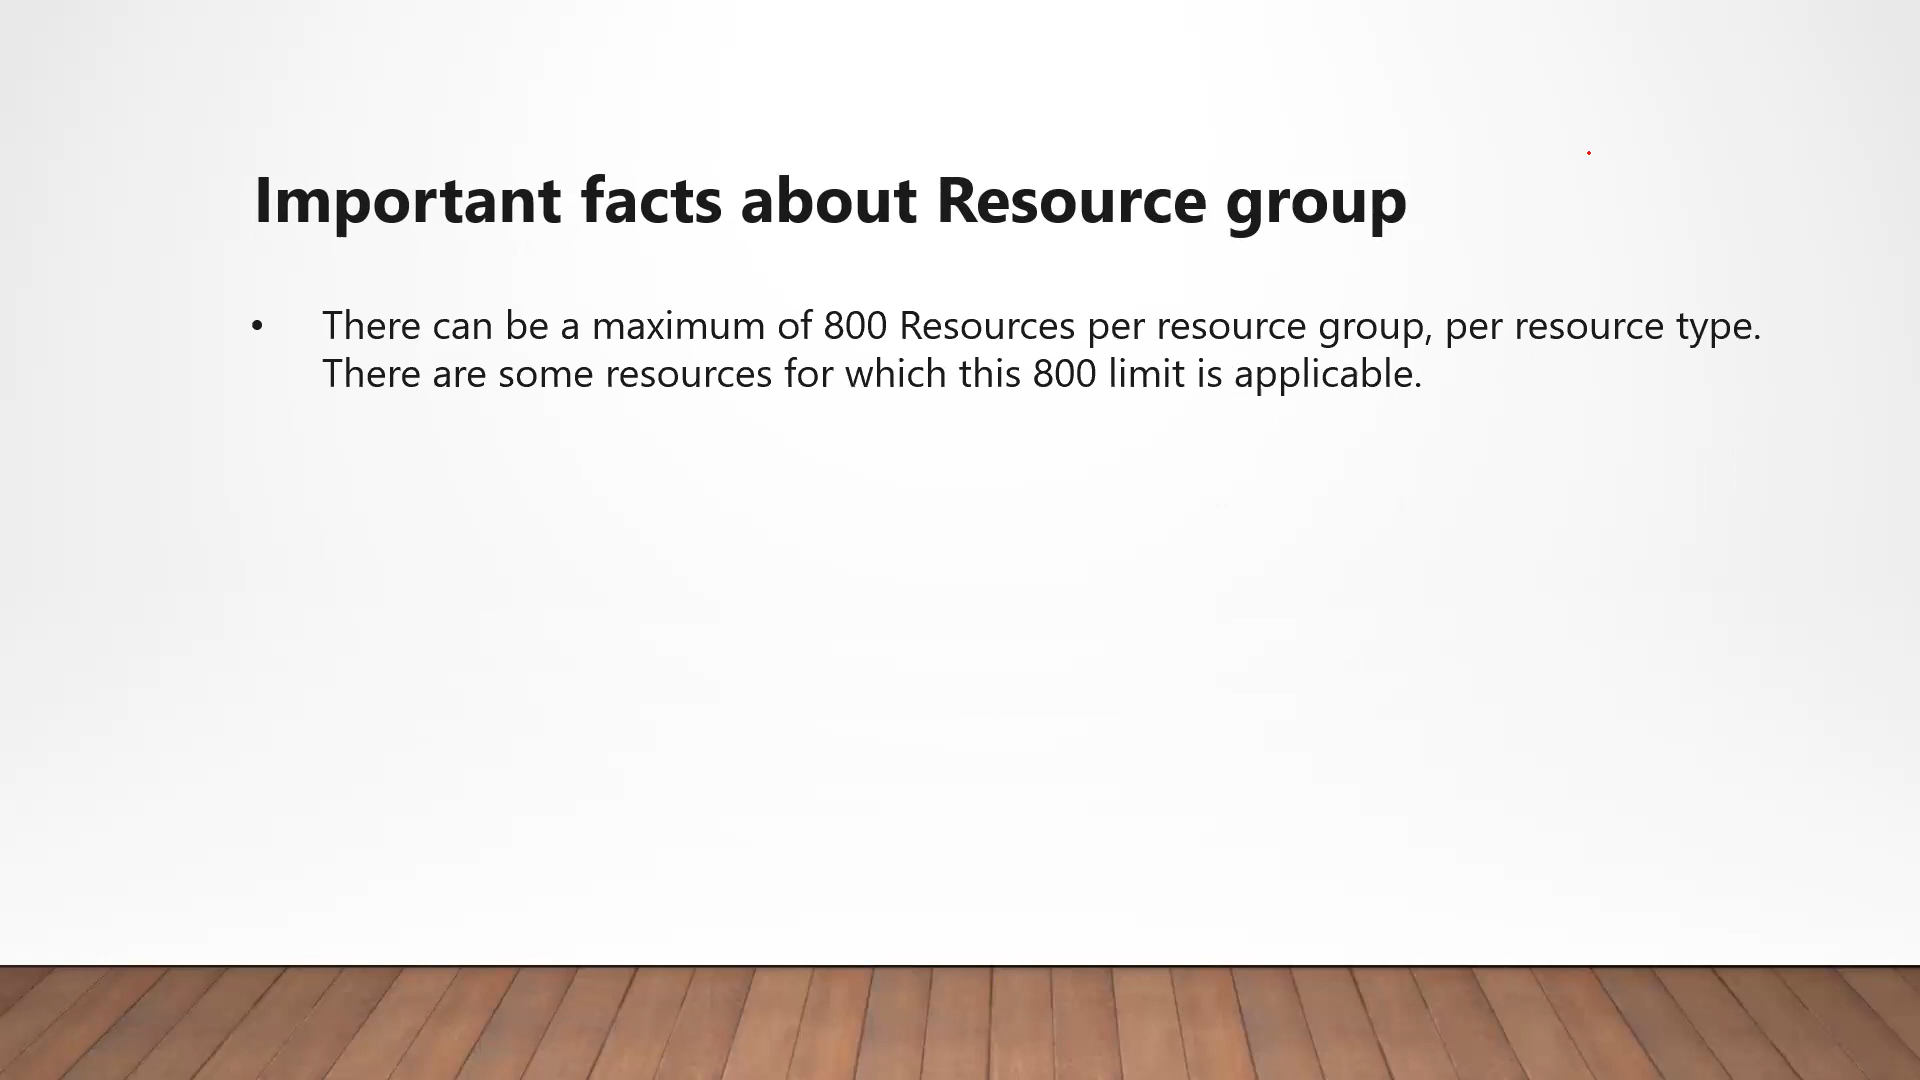 Important facts about Resource group
• There can be a maximum of 800 Resources per resource group, per resource type.
There are some resources for which this 800 limit is applicable.